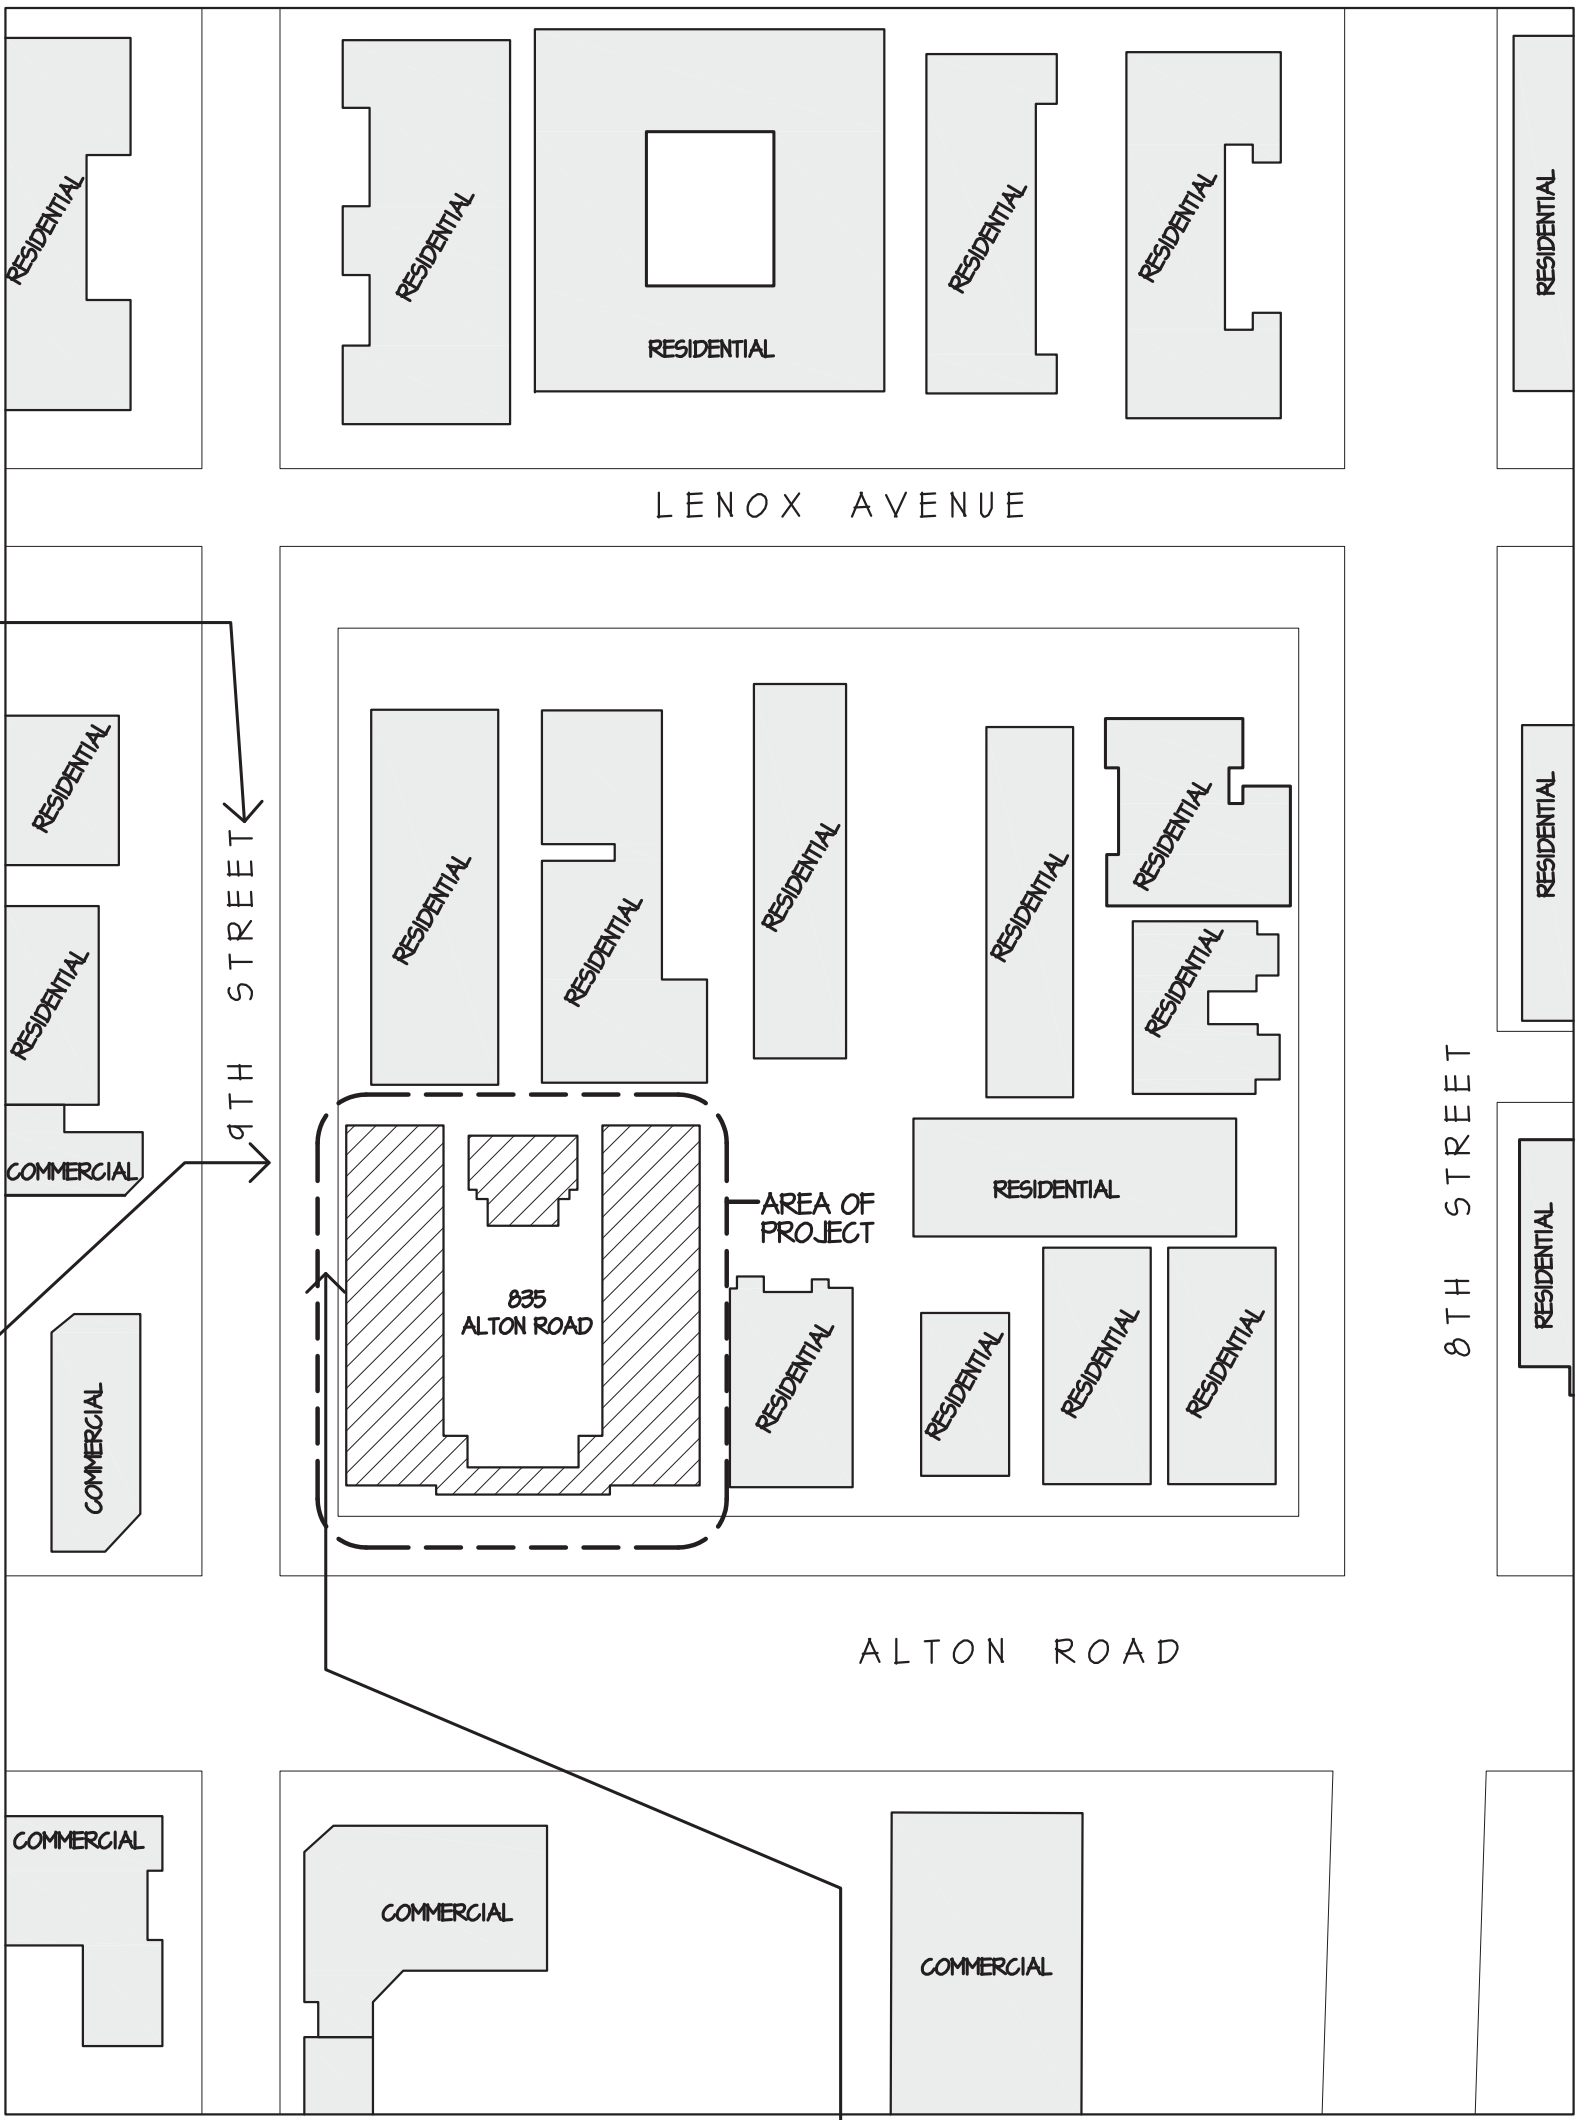 RESIDENTIAL
RESIDENTIAL
RESIDENTIAL
RESIDENTIAL
RESIDENTIAL
RESIDENTIAL
LENOX AVENUE
RESIDENTIAL
RESIDENTIAL
9TH STREET
RESIDENTIAL
RESIDENTIAL
RESIDENTIAL
RESIDENTIAL
RESIDENTIAL
RESIDENTIAL
RESIDENTIAL
COMMERCIAL
COMMERCIAL
835
ALTON ROAD
AREA OF
PROJECT
RESIDENTIAL
RESIDENTIAL
RESIDENTIAL
RESIDENTIAL
RESIDENTIAL
8TH STREET
RESIDENTIAL
ALTON ROAD
COMMERCIAL
COMMERCIAL
COMMERCIAL